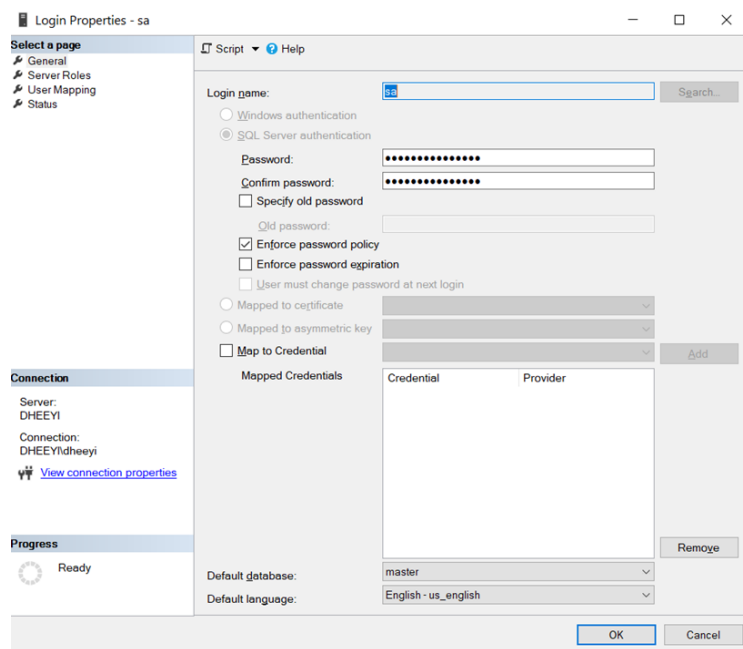 Login Properties - sa
Select a page
General
Server Roles
User Mapping
Status
Script
Help
Login name:
sa
Search...
Windows authentication
SQL Server authentication
Password:
●●●●●●●●●●●●●●●
Confirm password:
●●●●●●●●●●●●●●●
Specify old password
Old password:
Enforce password policy
Enforce password expiration
User must change password at next login
Mapped to certificate
Mapped to asymmetric key
Map to Credential
Add
Mapped Credentials
Credential Provider
Remove
Default database:
master
Default language:
English - us_english
Connection
Server:
DHEEYI
Connection:
DHEEYI\dheeyi
View connection properties
Progress
Ready
OK
Cancel